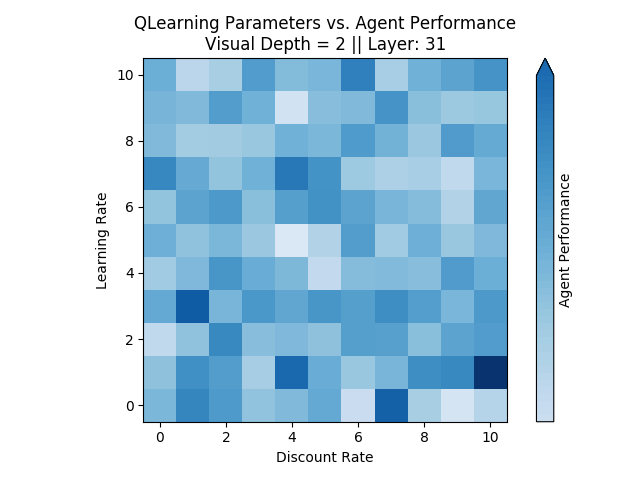 QLearning Parameters vs. Agent Performance
Visual Depth = 2 || Layer: 31
10
8
6
4
2
0
Learning Rate
0 2 4 6 8 10
Discount Rate
Agent Performance